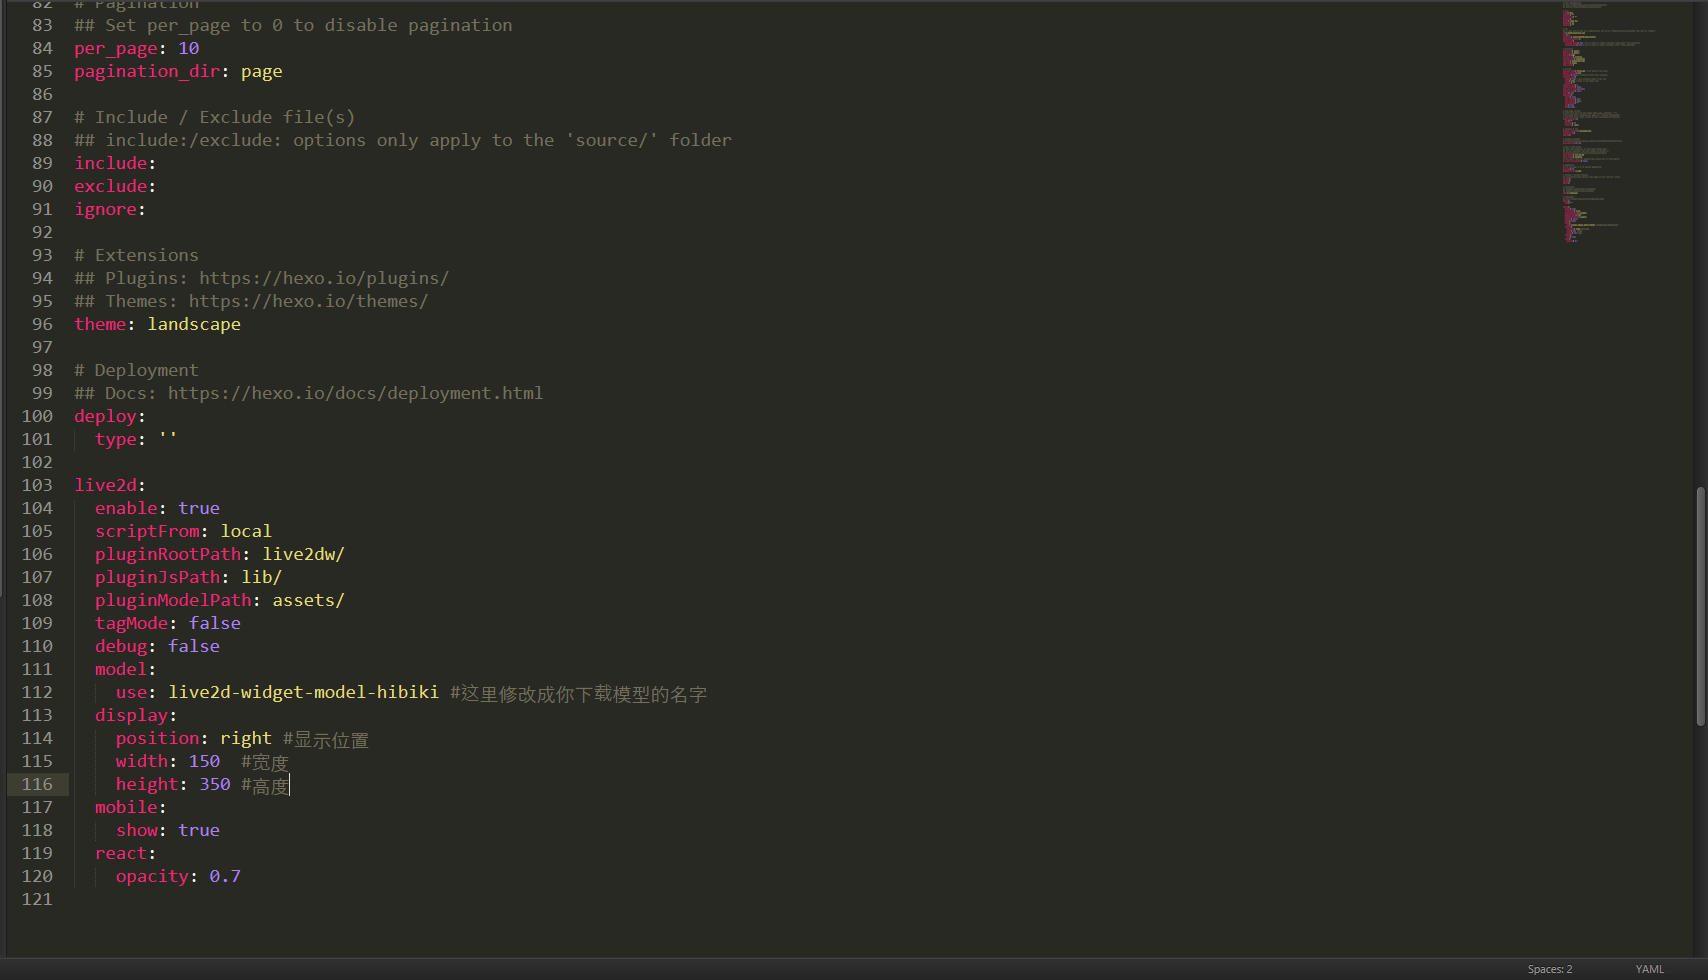 82 # Pagination
83 ## Set per_page to 0 to disable pagination
84 per_page: 10
85 pagination_dir: page
86
87 # Include / Exclude file(s)
88 ## include:/exclude: options only apply to the 'source/' folder
89 include:
90 exclude:
91 ignore:
92
93 # Extensions
94 ## Plugins: https://hexo.io/plugins/
95 ## Themes: https://hexo.io/themes/
96 theme: landscape
97
98 # Deployment
99 ## Docs: https://hexo.io/docs/deployment.html
100 deploy:
101   type: ''
102
103 live2d:
104   enable: true
105   scriptFrom: local
106   pluginRootPath: live2dw/
107   pluginJsPath: lib/
108   pluginModelPath: assets/
109   tagMode: false
110   debug: false
111   model:
112     use: live2d-widget-model-hibiki #这里修改成你下载模型的名字
113   display:
114     position: right #显示位置
115     width: 150  #宽度
116     height: 350 #高度
117   mobile:
118     show: true
119   react:
120     opacity: 0.7
121
Spaces: 2 YAML